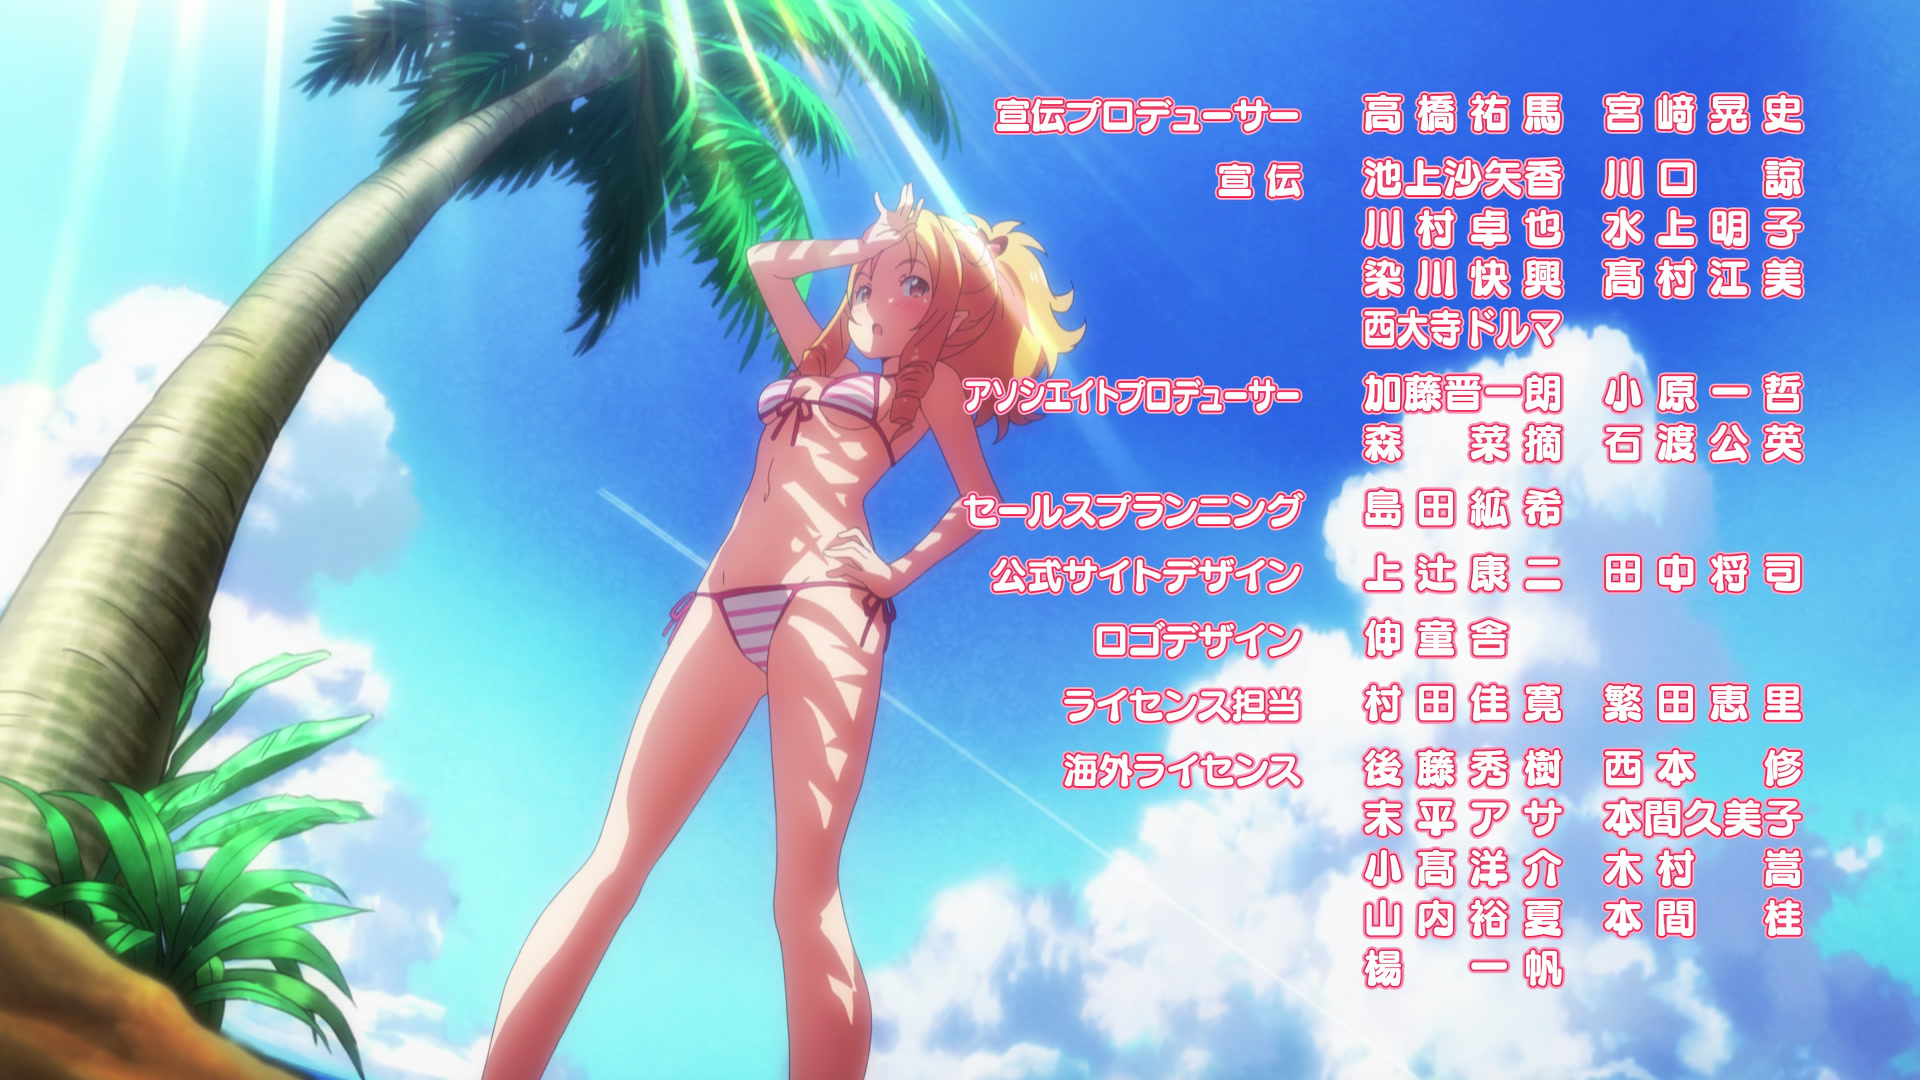 宣伝プロデューサー 高橋祐馬 宮﨑晃史
宣伝 池上沙矢香 川口 諒
川村卓也 水上明子
染川快興 髙村江美
西大寺ドルマ
アソシエイトプロデューサー 加藤晋一朗 小原一哲
森 菜摘 石渡公英
セールスプランニング 島田紘希
公式サイトデザイン 上辻康二 田中将司
ロゴデザイン 伸童舎
ライセンス担当 村田佳寛 繁田恵里
海外ライセンス 後藤秀樹 西本 修
末平アサ 本間久美子
小髙洋介 木村 嵩
山内裕夏 本間 桂
楊 一帆